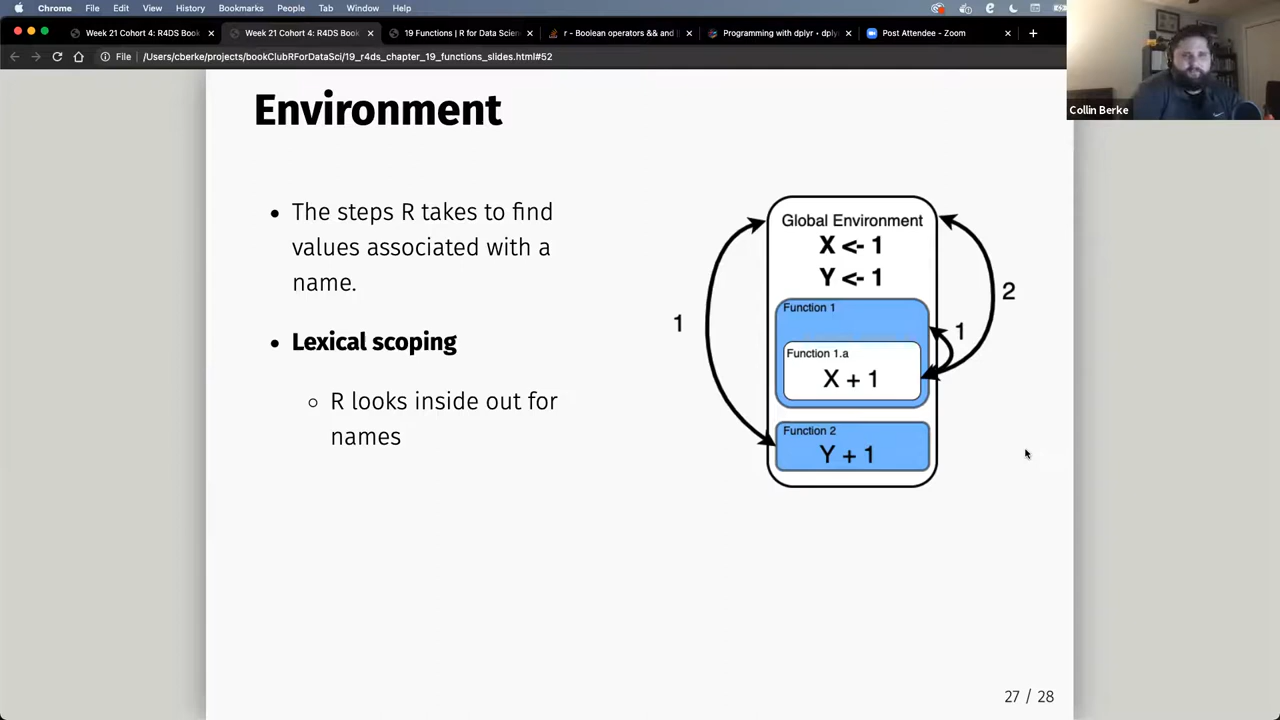 Chrome File Edit View History Bookmarks People Tab Window Help
Week 21 Cohort 4: R4DS Book
Week 21 Cohort 4: R4DS Book
19 Functions | R for Data Scien
r - Boolean operators && and
Programming with dplyr • dply
Post Attendee - Zoom
File /Users/cberke/projects/bookClubRForDataSci/19_r4ds_chapter_19_functions_slides.html#52
Collin Berke
Environment
• The steps R takes to find
values associated with a
name.
• Lexical scoping
○ R looks inside out for
names
Global Environment
X <- 1
Y <- 1
Function 1
Function 1.a
X + 1
Function 2
Y + 1
1
1
2
27 / 28